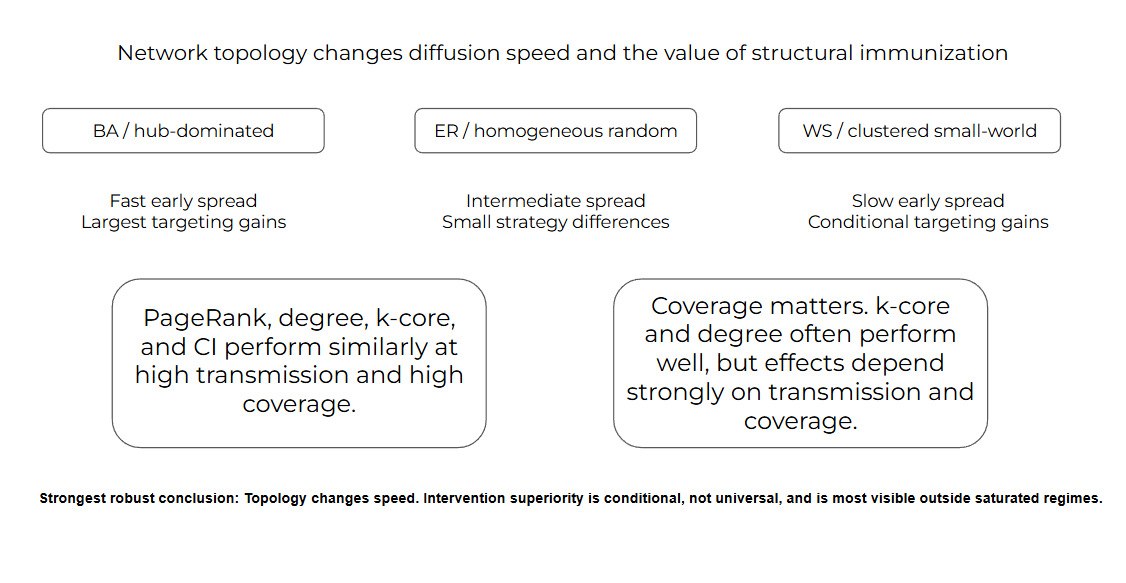 Network topology changes diffusion speed and the value of structural immunization
BA / hub-dominated
ER / homogeneous random
WS / clustered small-world
Fast early spread
Largest targeting gains
Intermediate spread
Small strategy differences
Slow early spread
Conditional targeting gains
PageRank, degree, k-core,
and CI perform similarly at
high transmission and high
coverage.
Coverage matters. k-core
and degree often perform
well, but effects depend
strongly on transmission and
coverage.
Strongest robust conclusion: Topology changes speed. Intervention superiority is conditional, not universal, and is most visible outside saturated regimes.